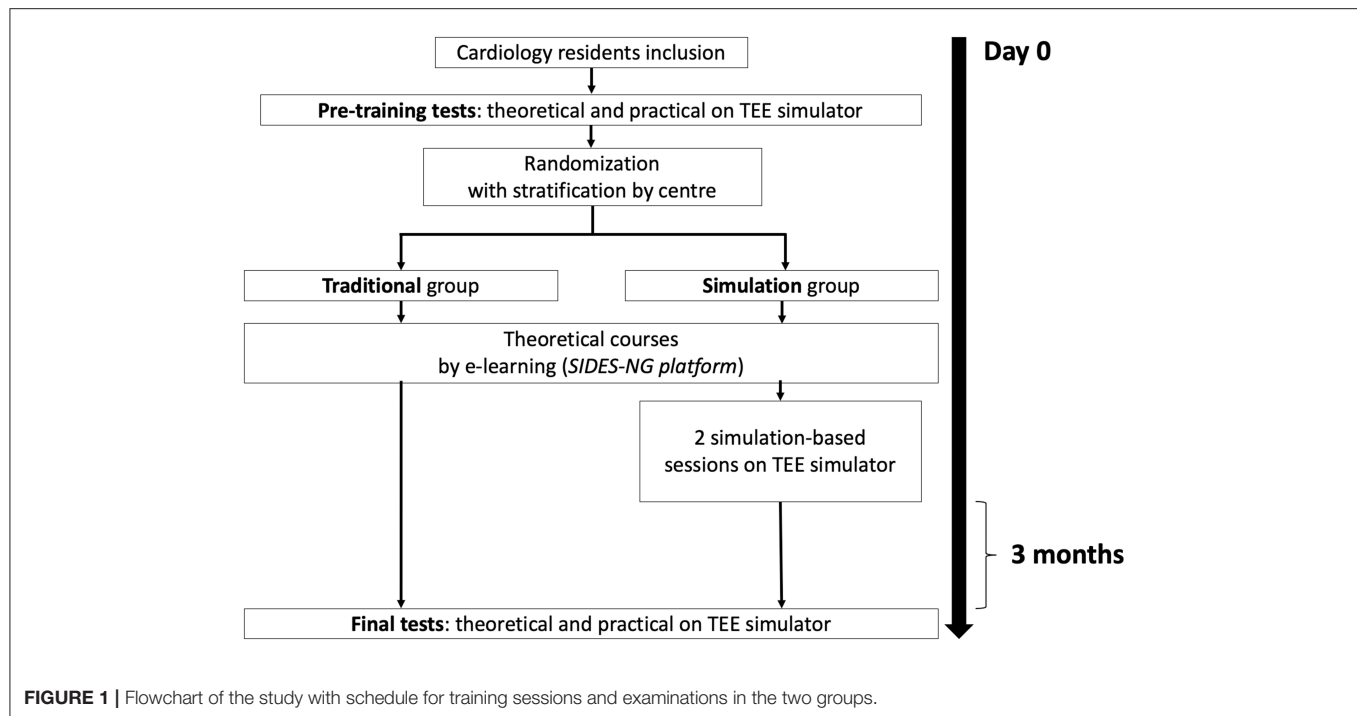 Cardiology residents inclusion
Day 0
Pre-training tests: theoretical and practical on TEE simulator
Randomization
with stratification by centre
Traditional group
Simulation group
Theoretical courses
by e-learning (SIDES-NG platform)
2 simulation-based
sessions on TEE simulator
3 months
Final tests: theoretical and practical on TEE simulator
FIGURE 1 | Flowchart of the study with schedule for training sessions and examinations in the two groups.